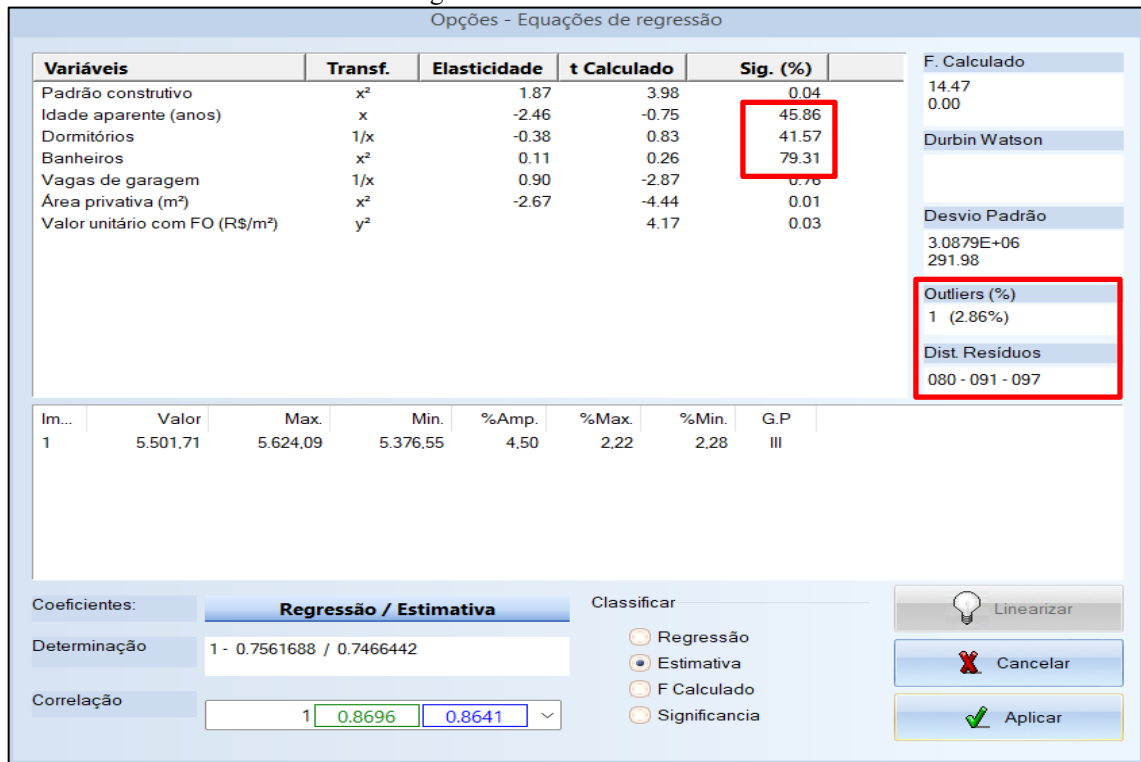 Opções - Equações de regressão
Variáveis Transf. Elasticidade t Calculado Sig. (%)
Padrão construtivo x² 1.87 3.98 0.04
Idade aparente (anos) x -2.46 -0.75 45.86
Dormitórios 1/x -0.38 0.83 41.57
Banheiros x² 0.11 0.26 79.31
Vagas de garagem 1/x 0.90 -2.87 0.76
Área privativa (m²) x² -2.67 -4.44 0.01
Valor unitário com FO (R$/m²) y² 4.17 0.03
F. Calculado
14.47
0.00
Durbin Watson
Desvio Padrão
3.0879E+06
291.98
Outliers (%)
1 (2.86%)
Dist. Resíduos
080 - 091 - 097
Im... Valor Max. Min. %Amp. %Max. %Min. G.P
1 5.501,71 5.624,09 5.376,55 4,50 2,22 2,28 III
Coeficientes: Regressão / Estimativa
Determinação 1 - 0.7561688 / 0.7466442
Correlação 1 0.8696 0.8641
Classificar
Regressão
Estimativa
F Calculado
Significancia
Linearizar
Cancelar
Aplicar